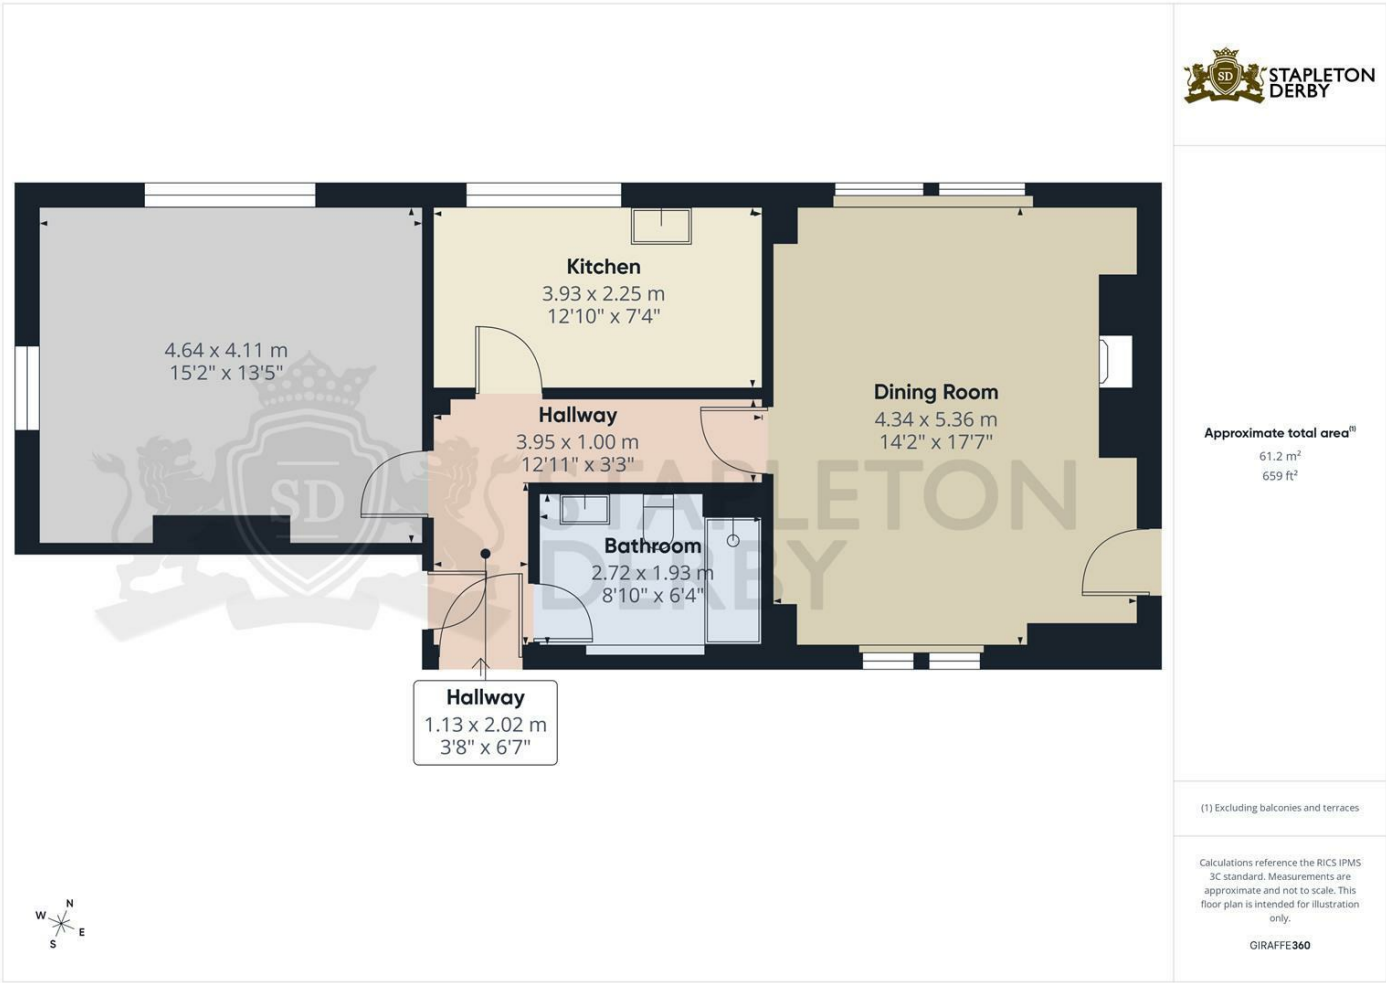 SD
STAPLETON
DERBY
Kitchen
3.93 x 2.25 m
12'10" x 7'4"
4.64 x 4.11 m
15'2" x 13'5"
Hallway
3.95 x 1.00 m
12'11" x 3'3"
Dining Room
4.34 x 5.36 m
14'2" x 17'7"
SD
STAPLETON
DERBY
Bathroom
2.72 x 1.93 m
8'10" x 6'4"
Hallway
1.13 x 2.02 m
3'8" x 6'7"
Approximate total area(1)
61.2 m²
659 ft²
(1) Excluding balconies and terraces
Calculations reference the RICS IPMS
3C standard. Measurements are
approximate and not to scale. This
floor plan is intended for illustration
only.
GIRAFFE360
N
W
E
S